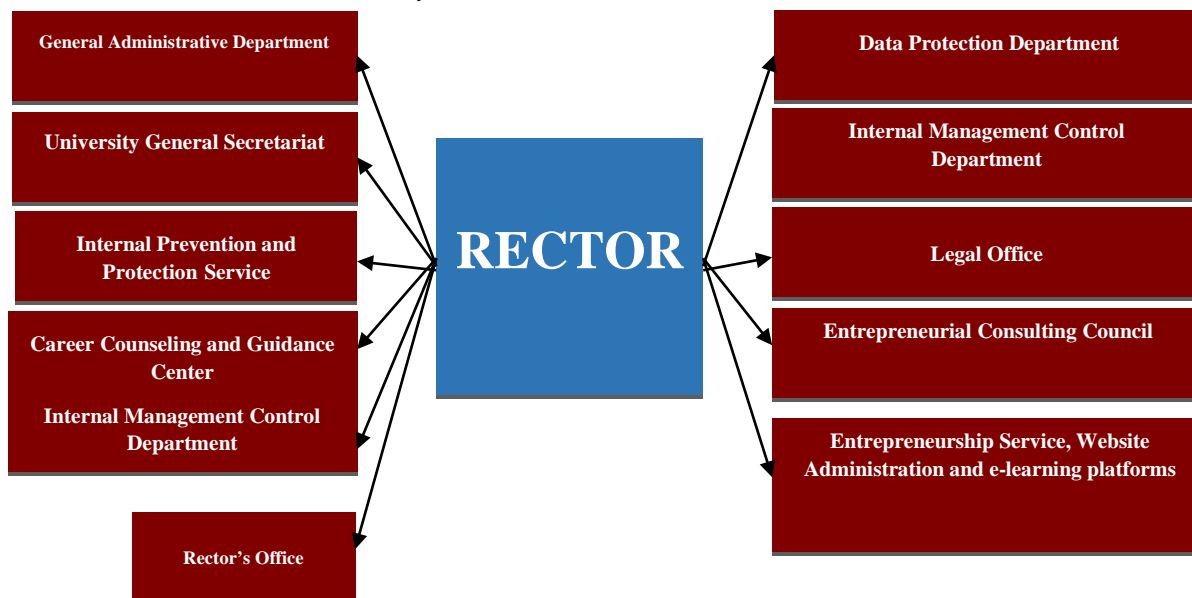 General Administrative Department
University General Secretariat
Internal Prevention and
Protection Service
Career Counseling and Guidance
Center
Internal Management Control
Department
Rector’s Office
RECTOR
Data Protection Department
Internal Management Control
Department
Legal Office
Entrepreneurial Consulting Council
Entrepreneurship Service, Website
Administration and e-learning platforms